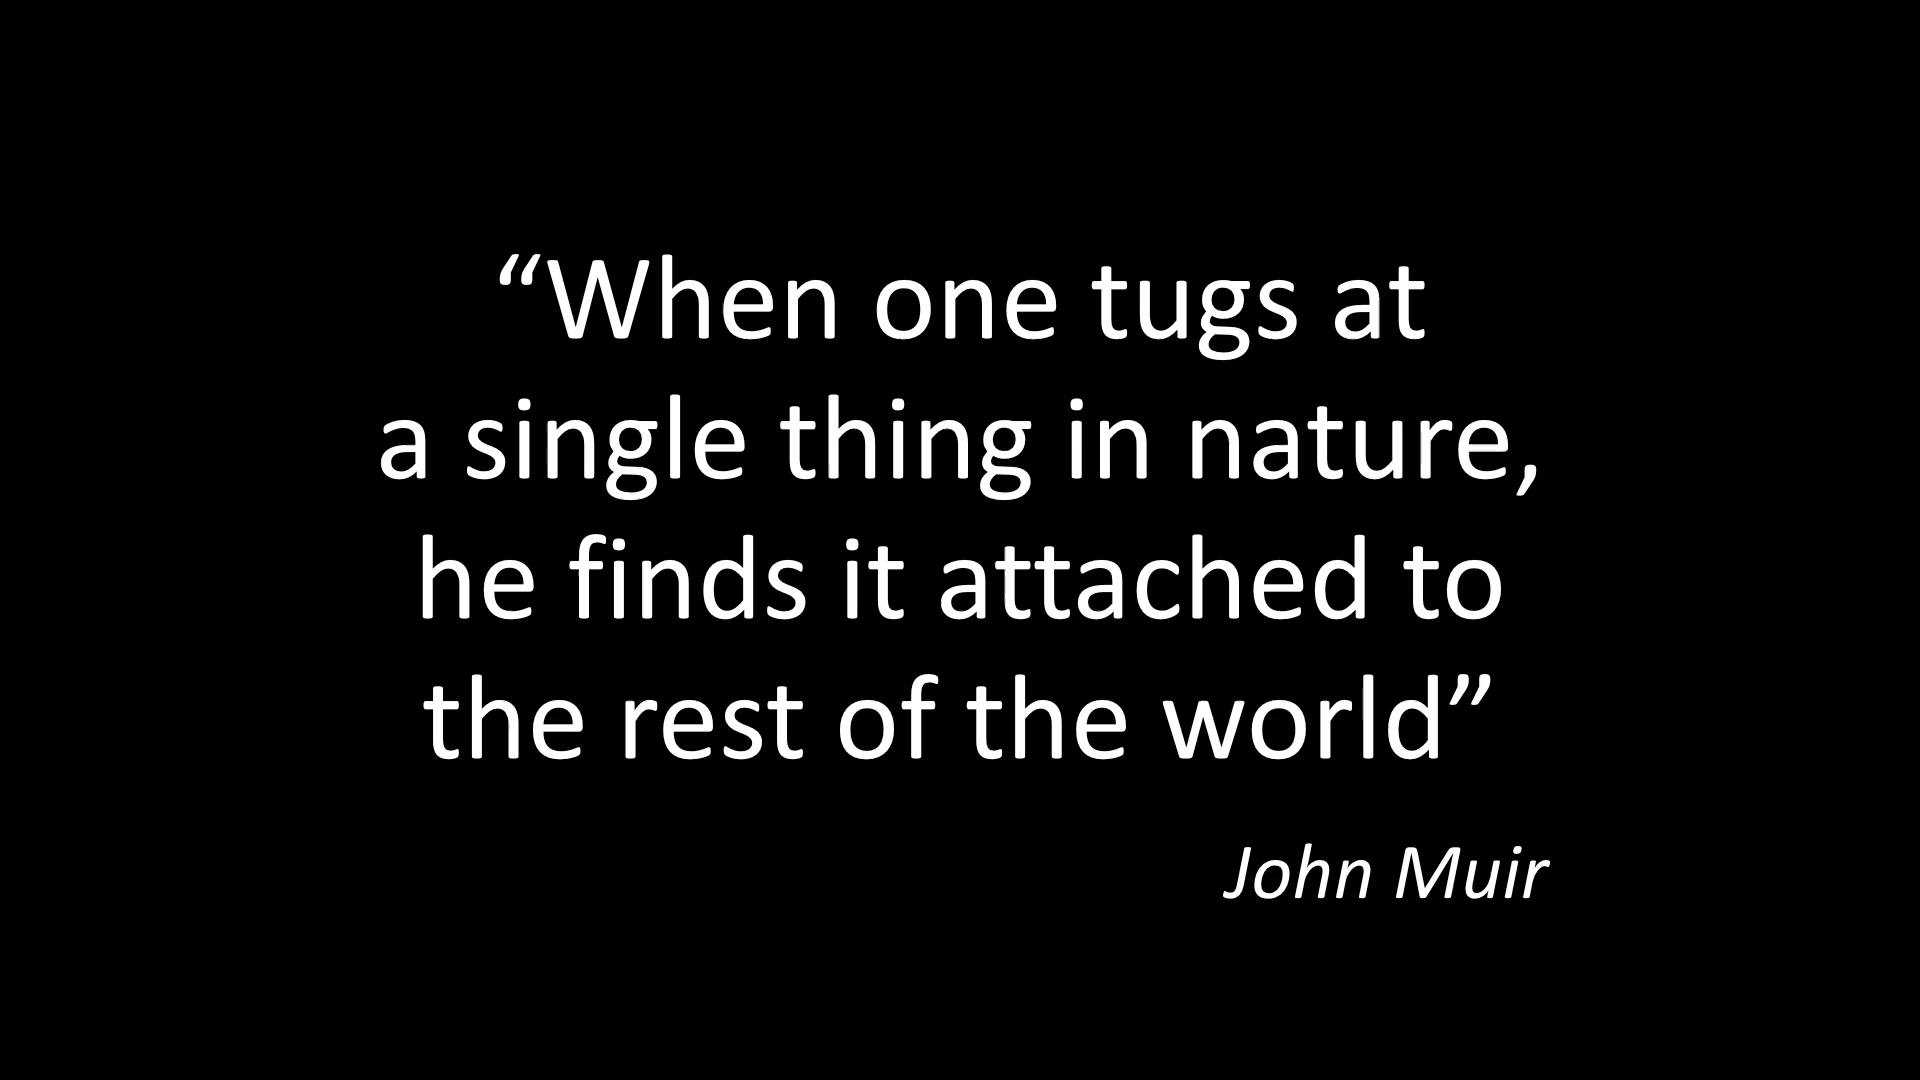 “When one tugs at
a single thing in nature,
he finds it attached to
the rest of the world”
John Muir